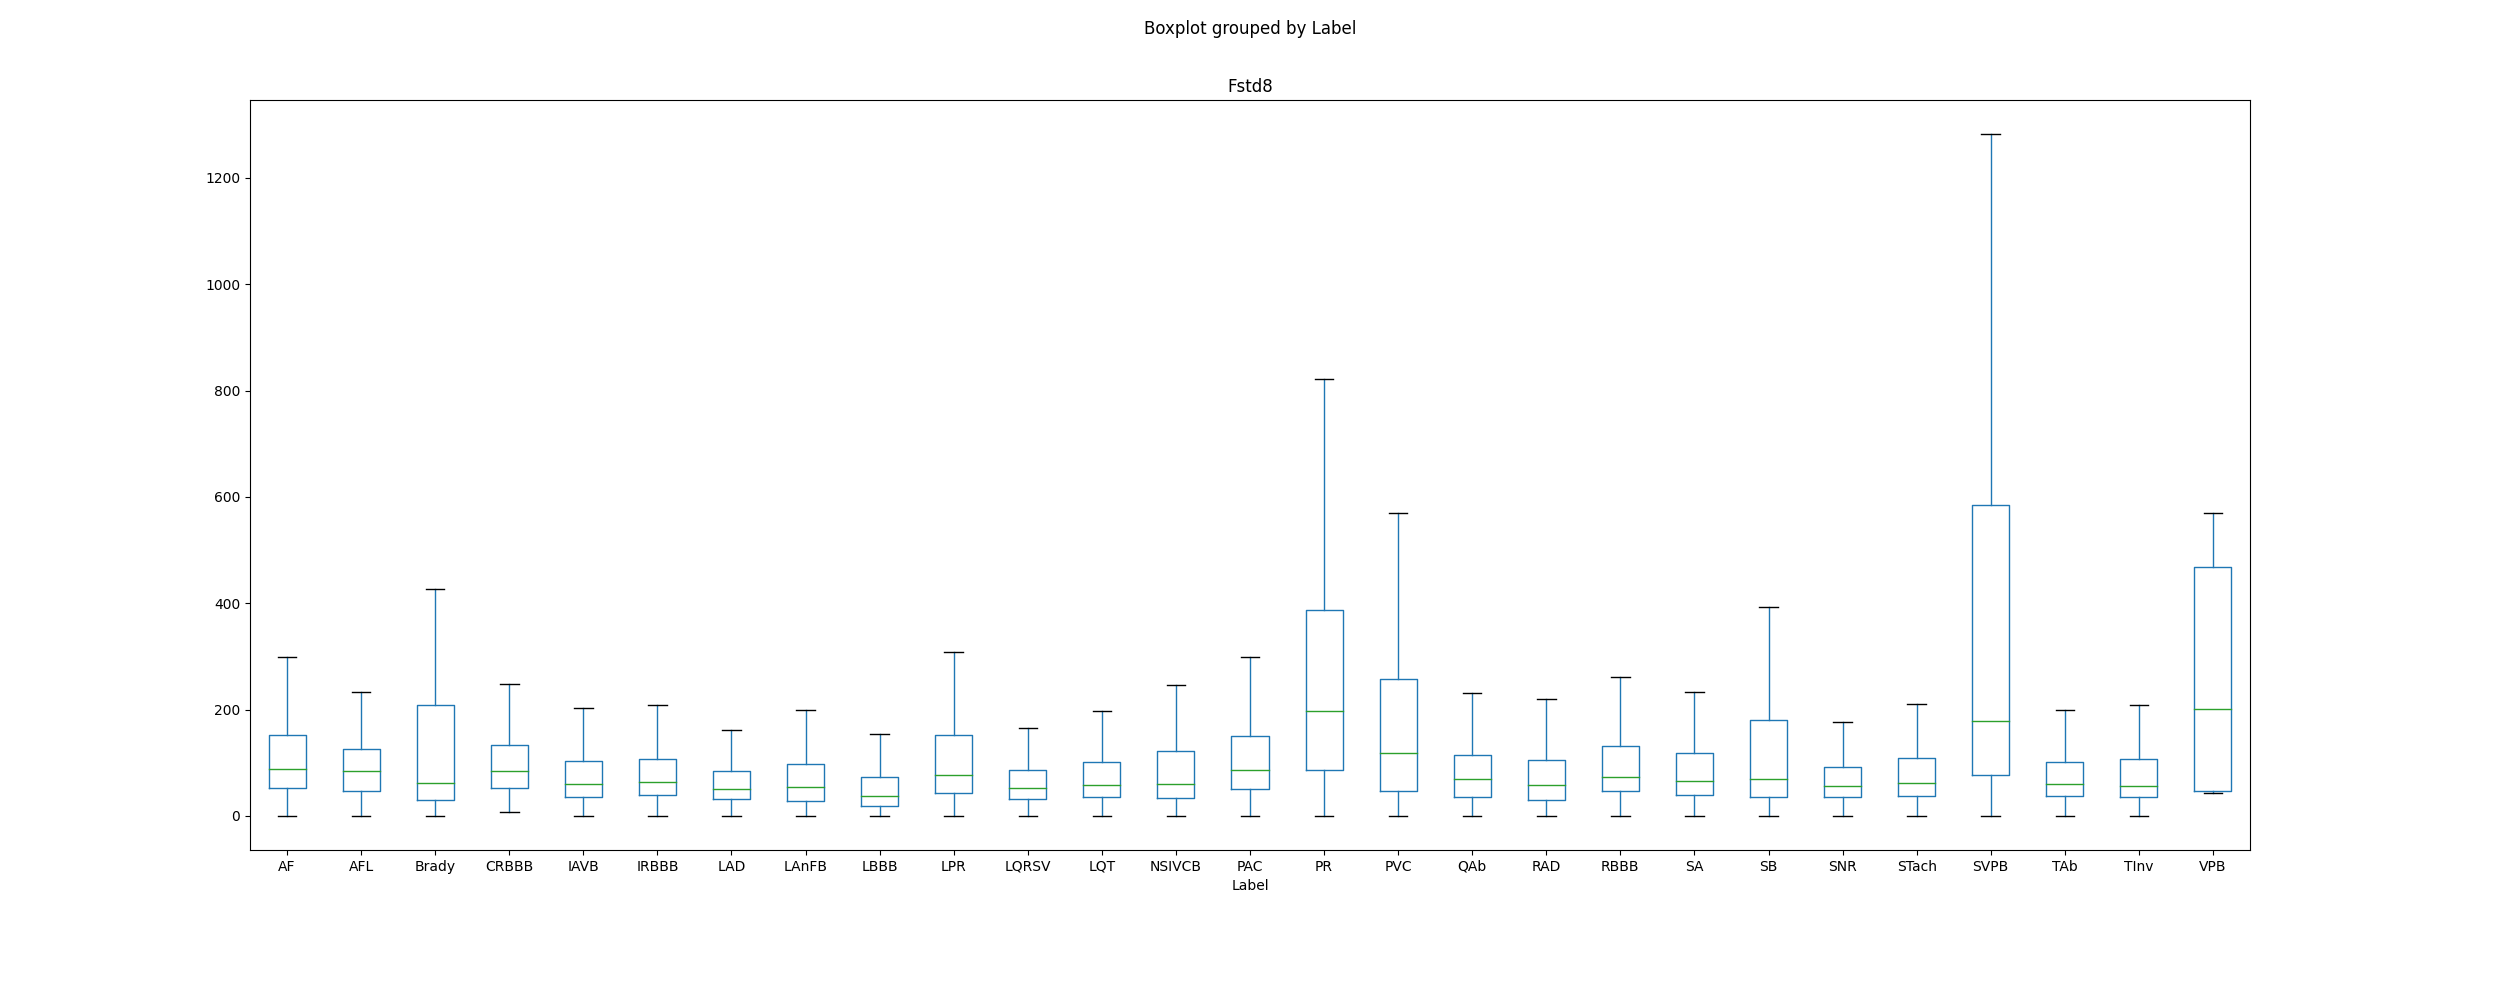 Boxplot grouped by Label
Fstd8
1200
1000
800
600
400
200
0
AF AFL Brady CRBBB IAVB IRBBB LAD LAnFB LBBB LPR LQRSV LQT NSIVCB PAC PR PVC QAb RAD RBBB SA SB SNR STach SVPB TAb TInv VPB
Label